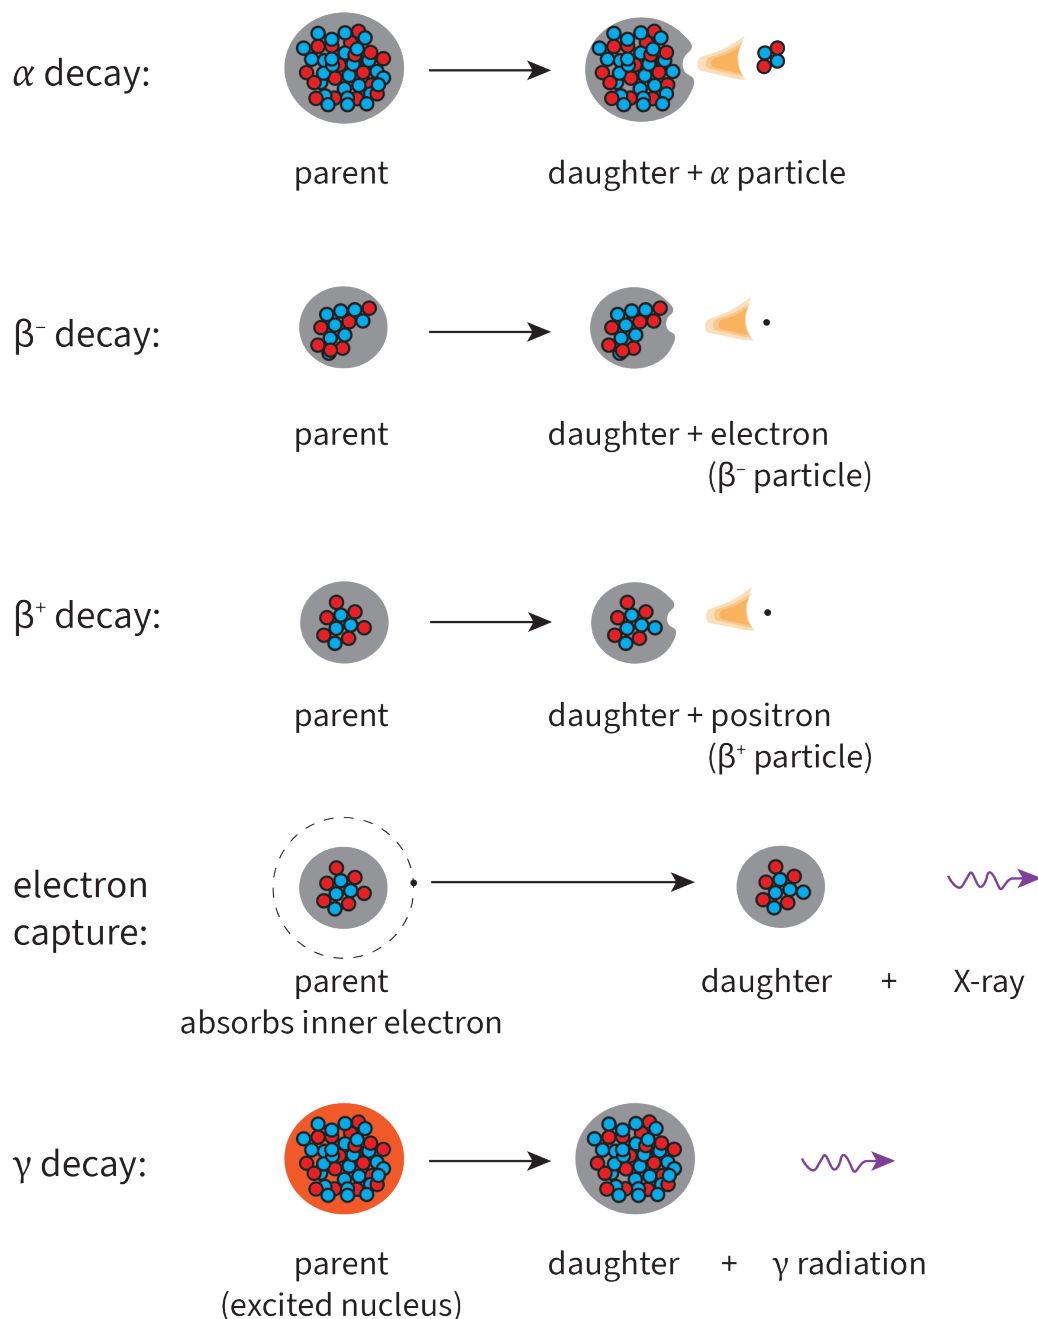 α decay:
parent
daughter + α particle
β⁻ decay:
parent
daughter + electron
(β⁻ particle)
β⁺ decay:
parent
daughter + positron
(β⁺ particle)
electron
capture:
parent
absorbs inner electron
daughter + X-ray
γ decay:
parent
(excited nucleus)
daughter + γ radiation